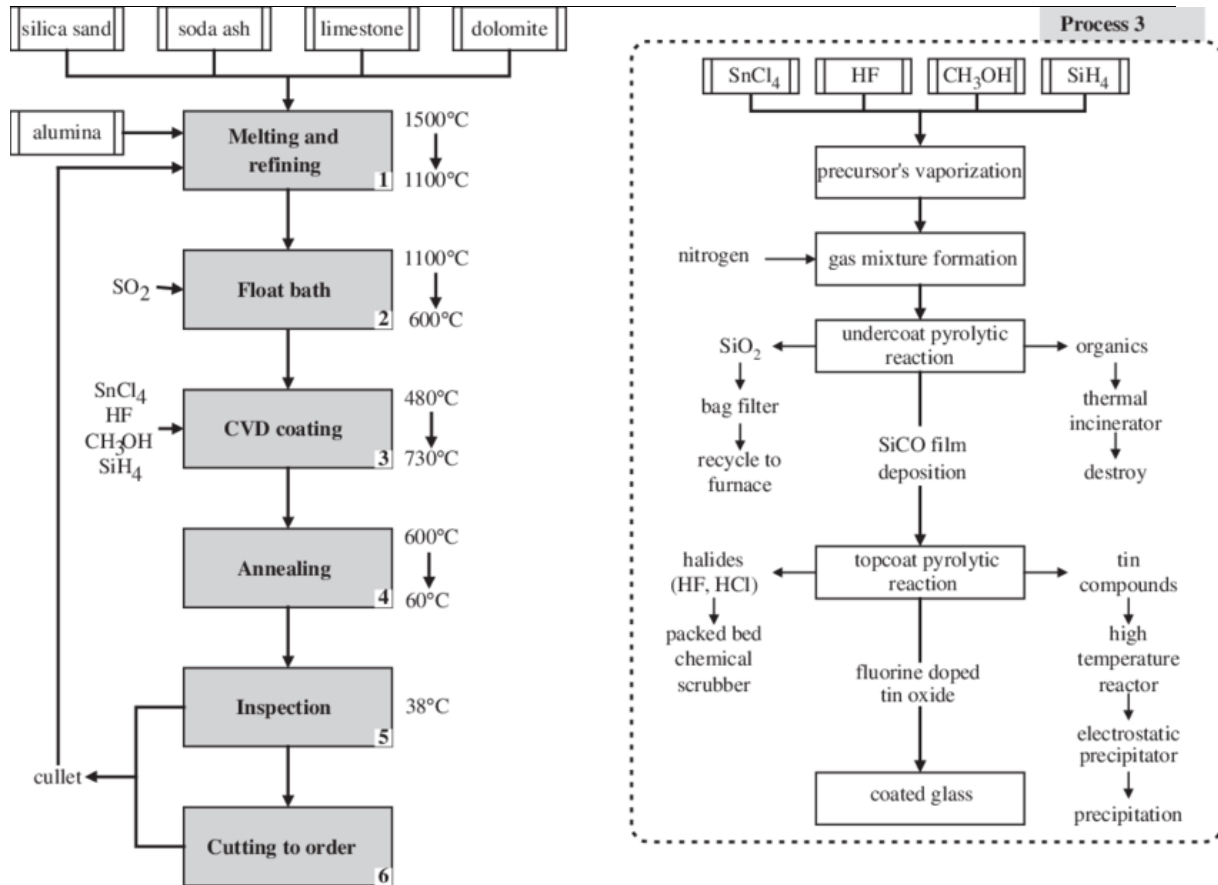 silica sand
soda ash
limestone
dolomite
alumina
Melting and
refining
1
1500°C
1100°C
SO2
Float bath
2
1100°C
600°C
SnCl4
HF
CH3OH
SiH4
CVD coating
3
480°C
730°C
Annealing
4
600°C
60°C
Inspection
5
38°C
cullet
Cutting to order
6
Process 3
SnCl4
HF
CH3OH
SiH4
precursor's vaporization
nitrogen
gas mixture formation
SiO2
undercoat pyrolytic
reaction
organics
bag filter
recycle to
furnace
SiCO film
deposition
thermal
incinerator
destroy
halides
(HF, HCl)
topcoat pyrolytic
reaction
tin
compounds
packed bed
chemical
scrubber
fluorine doped
tin oxide
high
temperature
reactor
electrostatic
precipitator
precipitation
coated glass